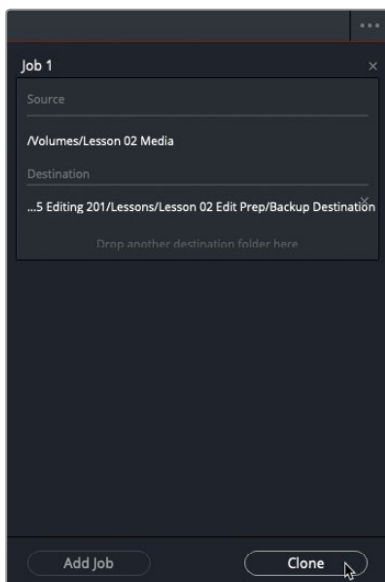 Job 1
Source
/Volumes/Lesson 02 Media
Destination
...5 Editing 201/Lessons/Lesson 02 Edit Prep/Backup Destination
Drop another destination folder here
Add Job
Clone